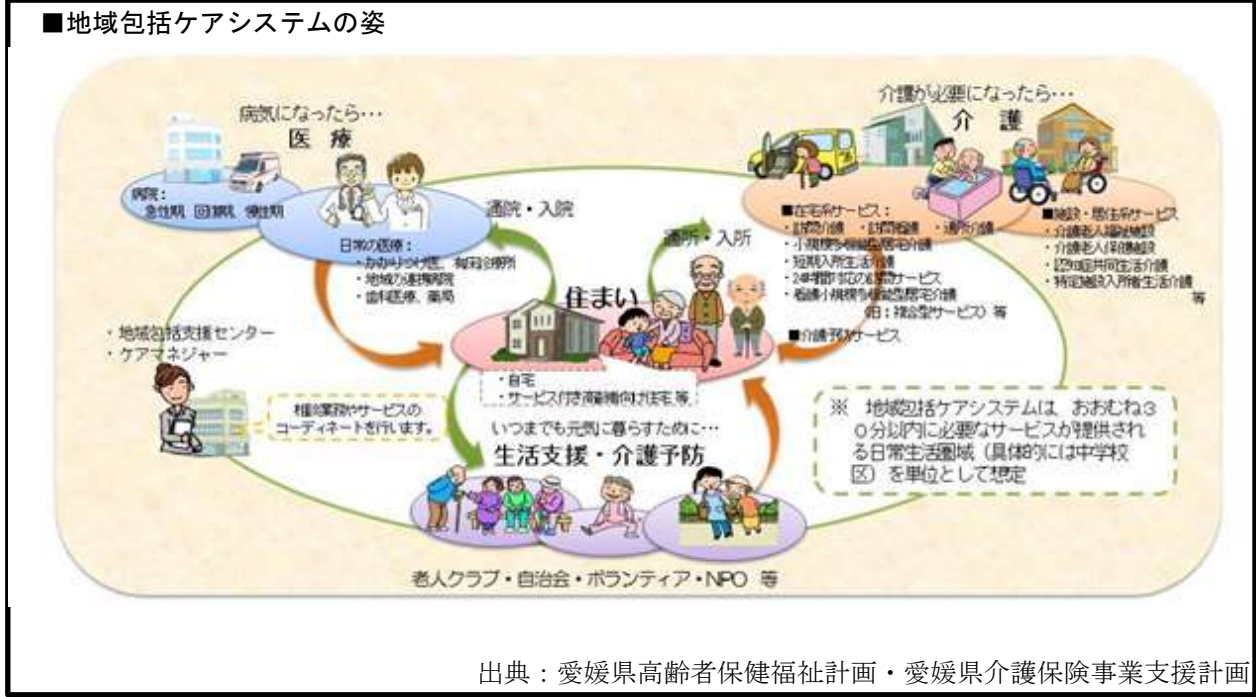 ■地域包括ケアシステムの姿
病気になったら…
医 療
介護が必要になったら…
介 護
病院:
急性期、回復期、慢性期
日常の医療:
・かかりつけ医、有床診療所
・地域の連携病院
・歯科医療、薬局
通院・入院
通所・入所
■在宅系サービス:
・訪問介護 ・訪問看護 ・通所介護
・小規模多機能型居宅介護
・短期入所生活介護
・24時間対応の訪問サービス
・看護小規模多機能型居宅介護
(旧:複合型サービス)等
■介護予防サービス
■施設・居住系サービス
・介護老人福祉施設
・介護老人保健施設
・認知症共同生活介護
・特定施設入所者生活介護
等
住まい
・自宅
・サービス付き高齢者向け住宅 等
・地域包括支援センター
・ケアマネジャー
相談業務やサービスの
コーディネートを行います。
いつまでも元気に暮らすために…
生活支援・介護予防
老人クラブ・自治会・ボランティア・NPO 等
※ 地域包括ケアシステムは、おおむね3
0分以内に必要なサービスが提供され
る日常生活圏域(具体的には中学校
区)を単位として想定
出典:愛媛県高齢者保健福祉計画・愛媛県介護保険事業支援計画